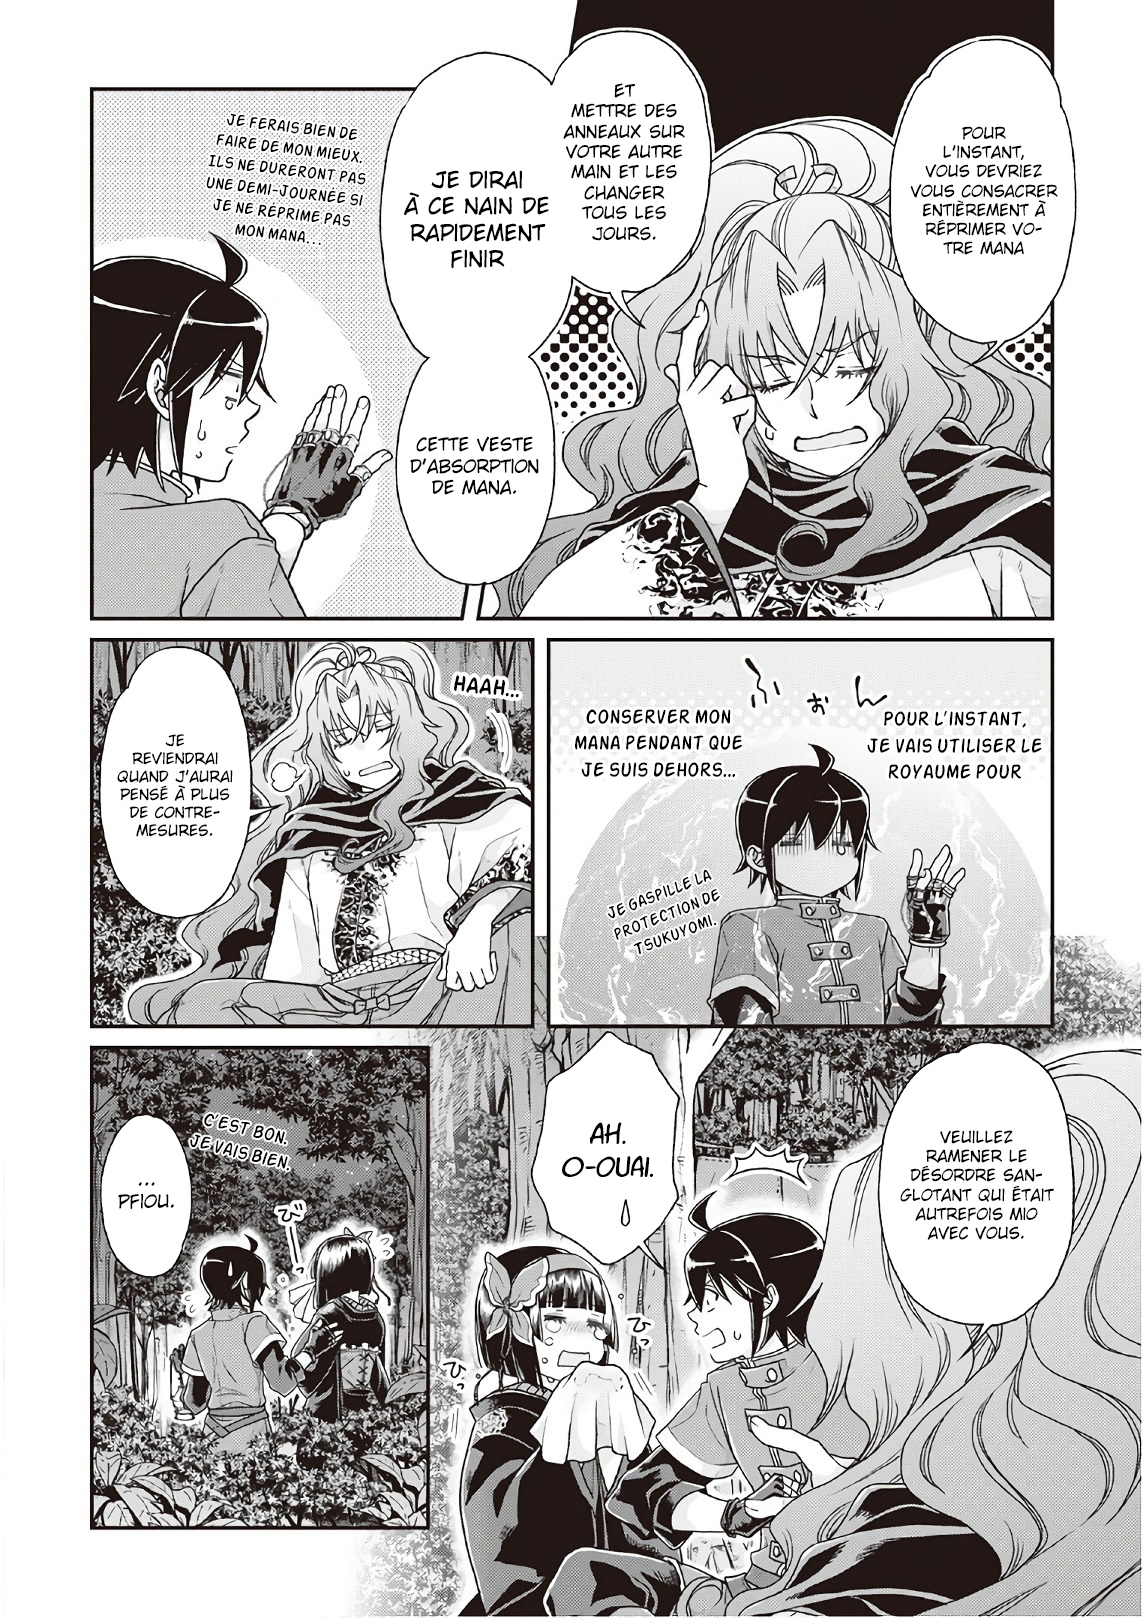 POUR
L'INSTANT,
VOUS DEVRIEZ
VOUS CONSACRER
ENTIÈREMENT À
RÉPRIMER VO-
TRE MANA
ET
METTRE DES
ANNEAUX SUR
VOTRE AUTRE
MAIN ET LES
CHANGER
TOUS LES
JOURS.
JE DIRAI
À CE NAIN DE
RAPIDEMENT
FINIR
CETTE VESTE
D'ABSORPTION
DE MANA.
JE FERAIS BIEN DE
FAIRE DE MON MIEUX.
ILS NE DURERONT PAS
UNE DEMI-JOURNÉE SI
JE NE RÉPRIME PAS
MON MANA...
ふぉん
POUR L'INSTANT,
JE VAIS UTILISER LE
ROYAUME POUR
CONSERVER MON
MANA PENDANT QUE
JE SUIS DEHORS...
JE GASPILLE LA
PROTECTION DE
TSUKUYOMI.
HAAH...
JE
REVIENDRAI
QUAND J'AURAI
PENSÉ À PLUS
DE CONTRE-
MESURES.
VEUILLEZ
RAMENER LE
DÉSORDRE SAN-
GLOTANT QUI ÉTAIT
AUTREFOIS MIO
AVEC VOUS.
AH.
O-OUAI.
ひっ
ひっ
C'EST BON.
JE VAIS BIEN.
びっ
...
PFIOU.